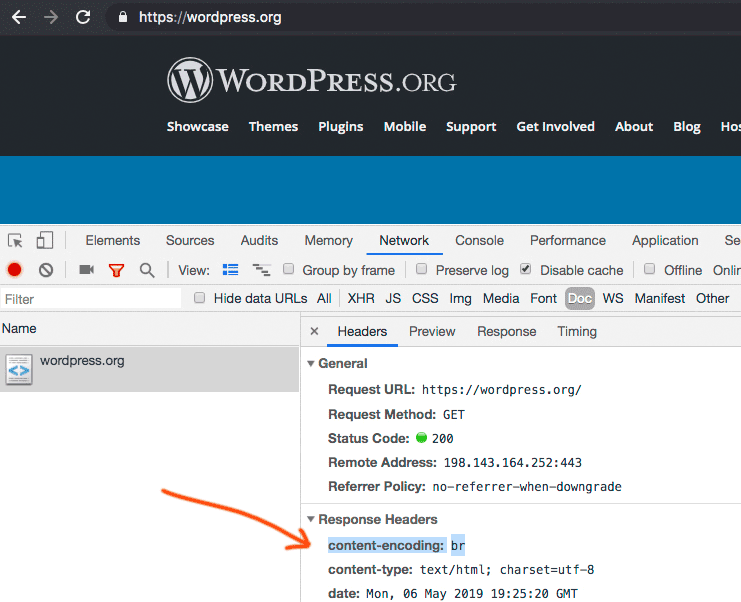 https://wordpress.org
WORDPRESS.ORG
Showcase Themes Plugins Mobile Support Get Involved About Blog Hos
Elements Sources Audits Memory Network Console Performance Application Se
View: Group by frame Preserve log Disable cache Offline Onlin
Filter Hide data URLs All XHR JS CSS Img Media Font Doc WS Manifest Other
Name
× Headers Preview Response Timing
wordpress.org
General
Request URL: https://wordpress.org/
Request Method: GET
Status Code: 200
Remote Address: 198.143.164.252:443
Referrer Policy: no-referrer-when-downgrade
Response Headers
content-encoding: br
content-type: text/html; charset=utf-8
date: Mon, 06 May 2019 19:25:20 GMT